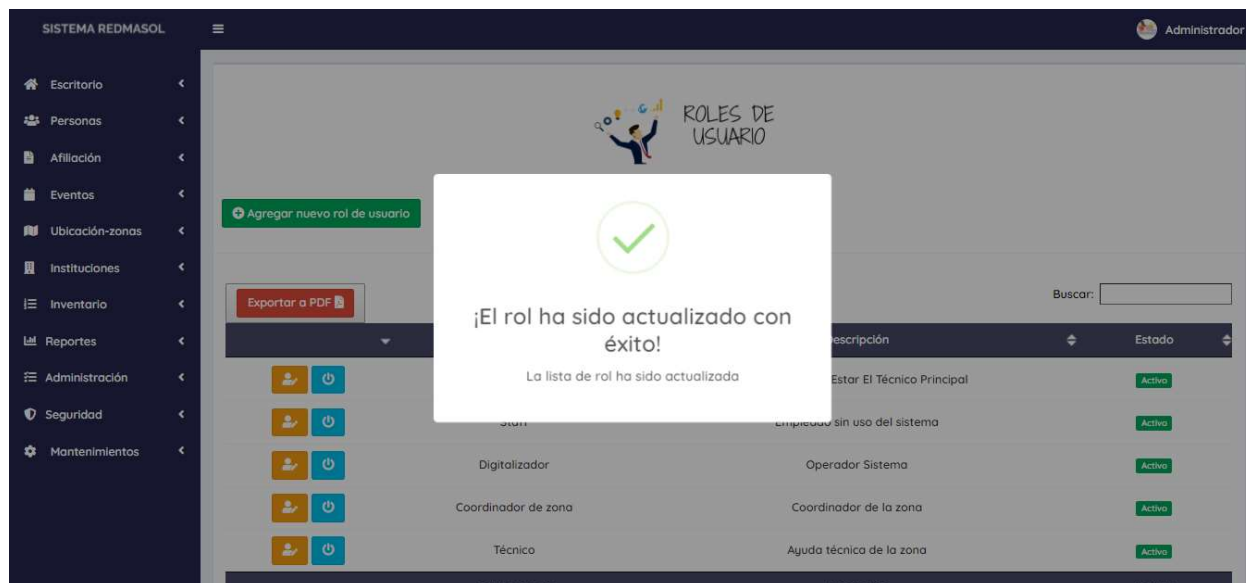 SISTEMA REDMASOL
Administrador
Escritorio
Personas
Afiliación
Eventos
Ubicación-zonas
Instituciones
Inventario
Reportes
Administración
Seguridad
Mantenimientos
ROLES DE
USUARIO
Agregar nuevo rol de usuario
Exportar a PDF
Buscar:
¡El rol ha sido actualizado con
éxito!
La lista de rol ha sido actualizada
escripción Estado
Estar El Técnico Principal Activo
Staff Empleado sin uso del sistema Activo
Digitalizador Operador Sistema Activo
Coordinador de zona Coordinador de la zona Activo
Técnico Ayuda técnica de la zona Activo